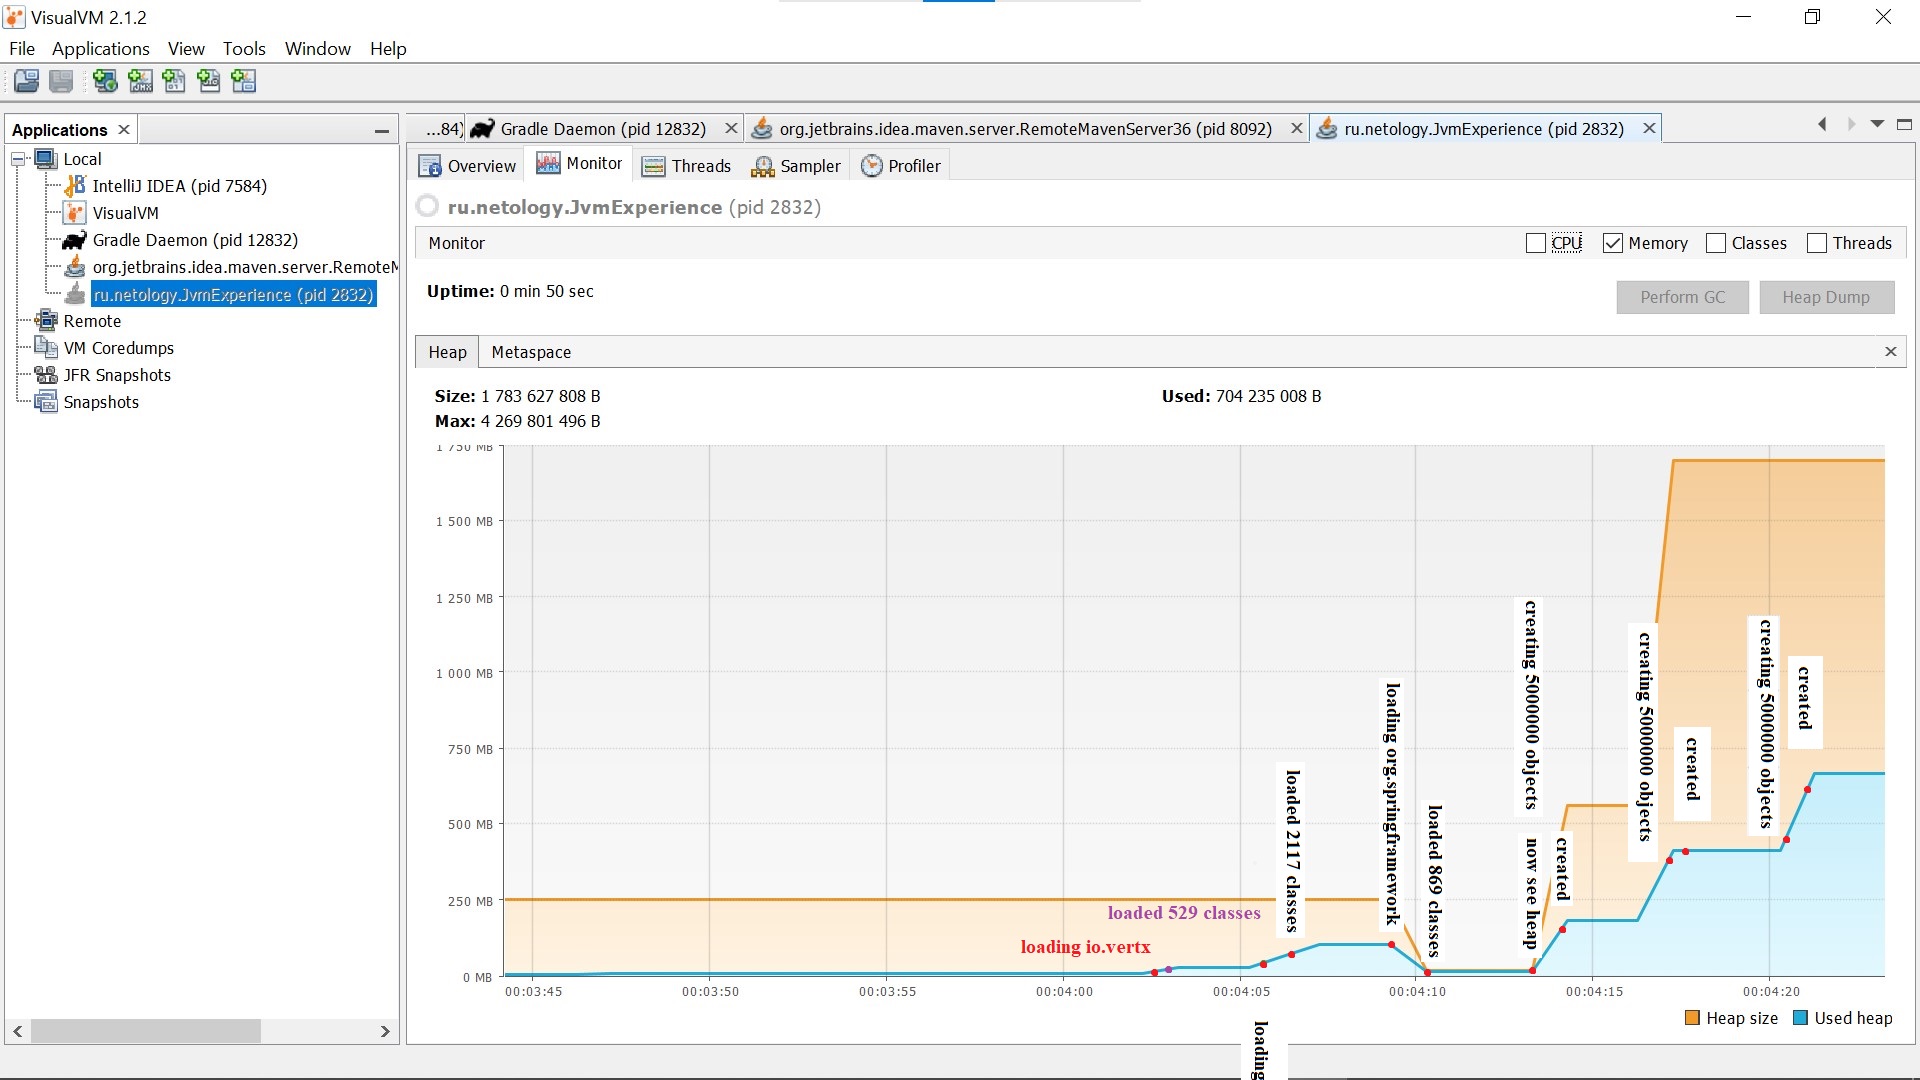 VisualVM 2.1.2
File Applications View Tools Window Help
Applications
Local
IntelliJ IDEA (pid 7584)
VisualVM
Gradle Daemon (pid 12832)
org.jetbrains.idea.maven.server.RemoteM
ru.netology.JvmExperience (pid 2832)
Remote
VM Coredumps
JFR Snapshots
Snapshots
...84) Gradle Daemon (pid 12832) org.jetbrains.idea.maven.server.RemoteMavenServer36 (pid 8092) ru.netology.JvmExperience (pid 2832)
Overview Monitor Threads Sampler Profiler
ru.netology.JvmExperience (pid 2832)
Monitor CPU Memory Classes Threads
Uptime: 0 min 50 sec
Perform GC Heap Dump
Heap Metaspace
Size: 1 783 627 808 B Used: 704 235 008 B
Max: 4 269 801 496 B
1 750 MB
1 500 MB
1 250 MB
1 000 MB
750 MB
500 MB
250 MB
0 MB
loading io.vertx
loaded 529 classes
loading
loaded 2117 classes
loading org.springframework
loaded 869 classes
now see heap
creating 5000000 objects
created
creating 5000000 objects
created
creating 5000000 objects
created
00:03:45 00:03:50 00:03:55 00:04:00 00:04:05 00:04:10 00:04:15 00:04:20
Heap size Used heap